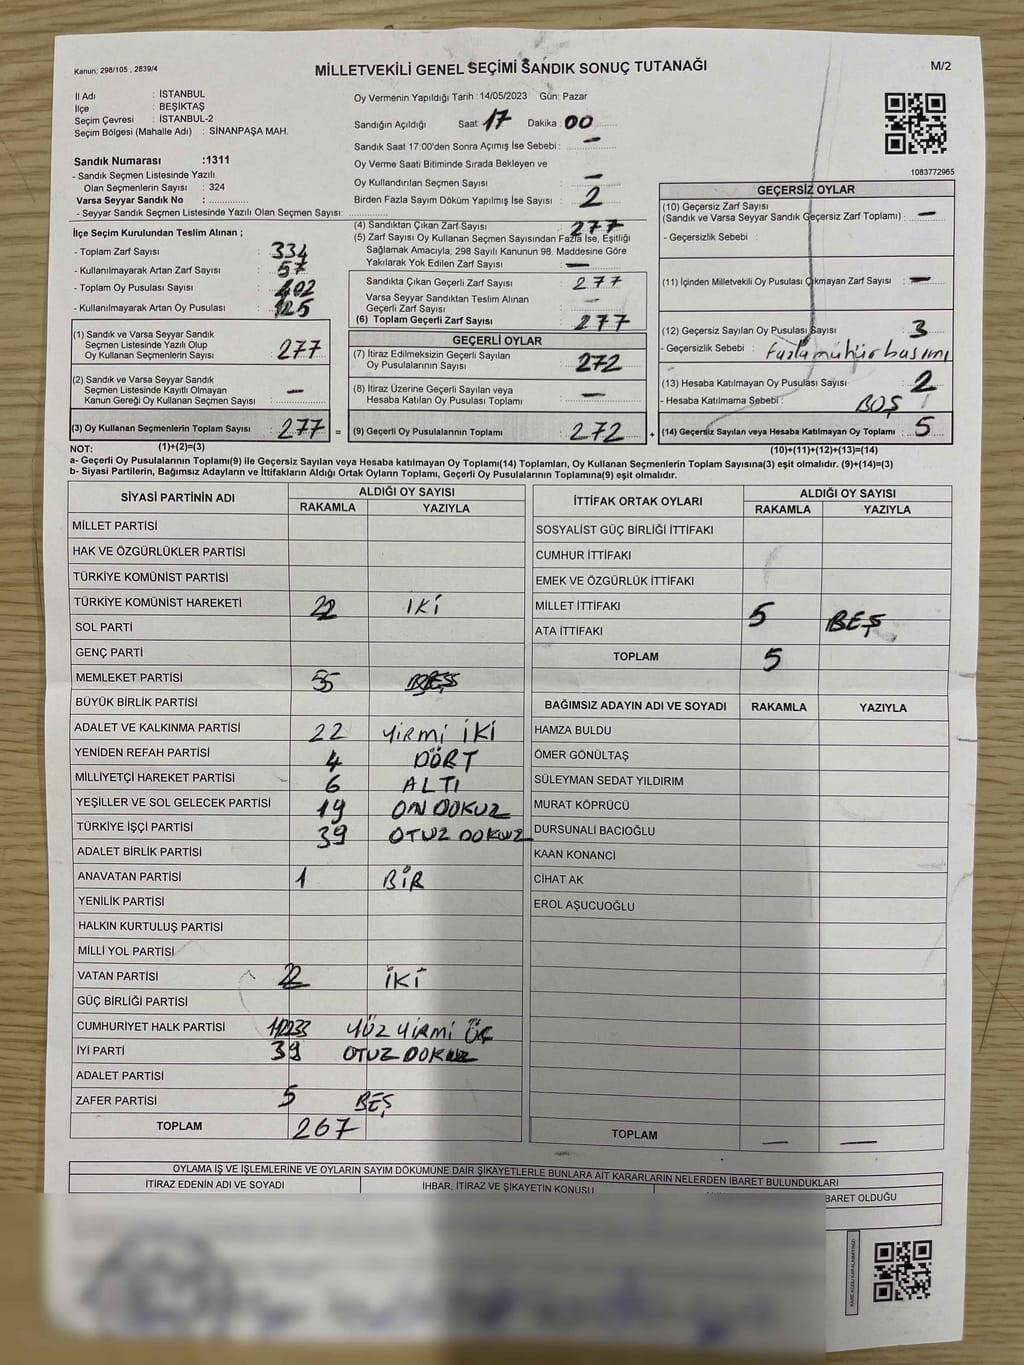 Kanun; 298/105 , 2839/4
MİLLETVEKİLİ GENEL SEÇİMİ SANDIK SONUÇ TUTANAĞI
M/2
İl Adı : İSTANBUL
İlçe : BEŞİKTAŞ
Seçim Çevresi : İSTANBUL-2
Seçim Bölgesi (Mahalle Adı) : SİNANPAŞA MAH.
Sandık Numarası :1311
- Sandık Seçmen Listesinde Yazılı
Olan Seçmenlerin Sayısı : 324
Varsa Seyyar Sandık No :
- Seyyar Sandık Seçmen Listesinde Yazılı Olan Seçmen Sayısı:
Oy Vermenin Yapıldığı Tarih :14/05/2023 Gün: Pazar
Sandığın Açıldığı Saat: 17 Dakika 00
Sandık Saat 17:00'den Sonra Açımış İse Sebebi : —
Oy Verme Saati Bitiminde Sırada Bekleyen ve
Oy Kullandırılan Seçmen Sayısı —
Birden Fazla Sayım Döküm Yapılmış İse Sayısı : 2
1083772965
İlçe Seçim Kurulundan Teslim Alınan ;
- Toplam Zarf Sayısı : 334
- Kullanılmayarak Artan Zarf Sayısı : 57
- Toplam Oy Pusulası Sayısı : 402
- Kullanılmayarak Artan Oy Pusulası : 125
(1) Sandık ve Varsa Seyyar Sandık
Seçmen Listesinde Yazılı Olup
Oy Kullanan Seçmenlerin Sayısı : 277
(2) Sandık ve Varsa Seyyar Sandık
Seçmen Listesinde Kayıtlı Olmayan
Kanun Gereği Oy Kullanan Seçmen Sayısı : —
(3) Oy Kullanan Seçmenlerin Toplam Sayısı : 277 =
(4) Sandıktan Çıkan Zarf Sayısı : 277
(5) Zarf Sayısı Oy Kullanan Seçmen Sayısından Fazla İse, Eşitliği
Sağlamak Amacıyla; 298 Sayılı Kanunun 98. Maddesine Göre
Yakılarak Yok Edilen Zarf Sayısı : —
Sandıkta Çıkan Geçerli Zarf Sayısı : 277
Varsa Seyyar Sandıktan Teslim Alınan
Geçerli Zarf Sayısı : —
(6) Toplam Geçerli Zarf Sayısı : 277
GEÇERLİ OYLAR
(7) İtiraz Edilmeksizin Geçerli Sayılan
Oy Pusulalarının Sayısı : 272
(8) İtiraz Üzerine Geçerli Sayılan veya
Hesaba Katılan Oy Pusulası Toplamı : —
(9) Geçerli Oy Pusulalarının Toplamı : 272 +
GEÇERSİZ OYLAR
(10) Geçersiz Zarf Sayısı
(Sandık ve Varsa Seyyar Sandık Geçersiz Zarf Toplamı) : —
- Geçersizlik Sebebi :
(11) İçinden Milletvekili Oy Pusulası Çıkmayan Zarf Sayısı : —
(12) Geçersiz Sayılan Oy Pusulası Sayısı : 3
- Geçersizlik Sebebi : fazla mühür basımı
(13) Hesaba Katılmayan Oy Pusulası Sayısı : 2
- Hesaba Katılmama Sebebi : BOŞ
(14) Geçersiz Sayılan veya Hesaba Katılmayan Oy Toplamı : 5
NOT: (1)+(2)=(3) (10)+(11)+(12)+(13)=(14)
a- Geçerli Oy Pusulalarının Toplamı(9) ile Geçersiz Sayılan veya Hesaba katılmayan Oy Toplamı(14) Toplamları, Oy Kullanan Seçmenlerin Toplam Sayısına(3) eşit olmalıdır. (9)+(14)=(3)
b- Siyasi Partilerin, Bağımsız Adayların ve İttifakların Aldığı Ortak Oyların Toplamı, Geçerli Oy Pusulalarının Toplamına(9) eşit olmalıdır.
SİYASİ PARTİNİN ADI ALDIĞI OY SAYISI
RAKAMLA YAZIYLA
MİLLET PARTİSİ
HAK VE ÖZGÜRLÜKLER PARTİSİ
TÜRKİYE KOMÜNİST PARTİSİ
TÜRKİYE KOMÜNİST HAREKETİ 2 İKİ
SOL PARTİ
GENÇ PARTİ
MEMLEKET PARTİSİ 5 BEŞ
BÜYÜK BİRLİK PARTİSİ
ADALET VE KALKINMA PARTİSİ 22 YİRMİ İKİ
YENİDEN REFAH PARTİSİ 4 DÖRT
MİLLİYETÇİ HAREKET PARTİSİ 6 ALTI
YEŞİLLER VE SOL GELECEK PARTİSİ 19 ON DOKUZ
TÜRKİYE İŞÇİ PARTİSİ 39 OTUZ DOKUZ
ADALET BİRLİK PARTİSİ
ANAVATAN PARTİSİ 1 BİR
YENİLİK PARTİSİ
HALKIN KURTULUŞ PARTİSİ
MİLLİ YOL PARTİSİ
VATAN PARTİSİ 2 İKİ
GÜÇ BİRLİĞİ PARTİSİ
CUMHURİYET HALK PARTİSİ 123 YÜZ YİRMİ ÜÇ
İYİ PARTİ 39 OTUZ DOKUZ
ADALET PARTİSİ
ZAFER PARTİSİ 5 BEŞ
TOPLAM 267
İTTİFAK ORTAK OYLARI ALDIĞI OY SAYISI
RAKAMLA YAZIYLA
SOSYALİST GÜÇ BİRLİĞİ İTTİFAKI
CUMHUR İTTİFAKI
EMEK VE ÖZGÜRLÜK İTTİFAKI
MİLLET İTTİFAKI 5 BEŞ
ATA İTTİFAKI
TOPLAM 5
BAĞIMSIZ ADAYIN ADI VE SOYADI RAKAMLA YAZIYLA
HAMZA BULDU
ÖMER GÖNÜLTAŞ
SÜLEYMAN SEDAT YILDIRIM
MURAT KÖPRÜCÜ
DURSUNALİ BACIOĞLU
KAAN KONANCİ
CİHAT AK
EROL AŞUCUOĞLU
TOPLAM — —
OYLAMA İŞ VE İŞLEMLERİNE VE OYLARIN SAYIM DÖKÜMÜNE DAİR ŞİKAYETLERLE BUNLARA AİT KARARLARIN NELERDEN İBARET BULUNDUKLARI
İTİRAZ EDENİN ADI VE SOYADI İHBAR, İTİRAZ VE ŞİKAYETİN KONUSU BARET OLDUĞU